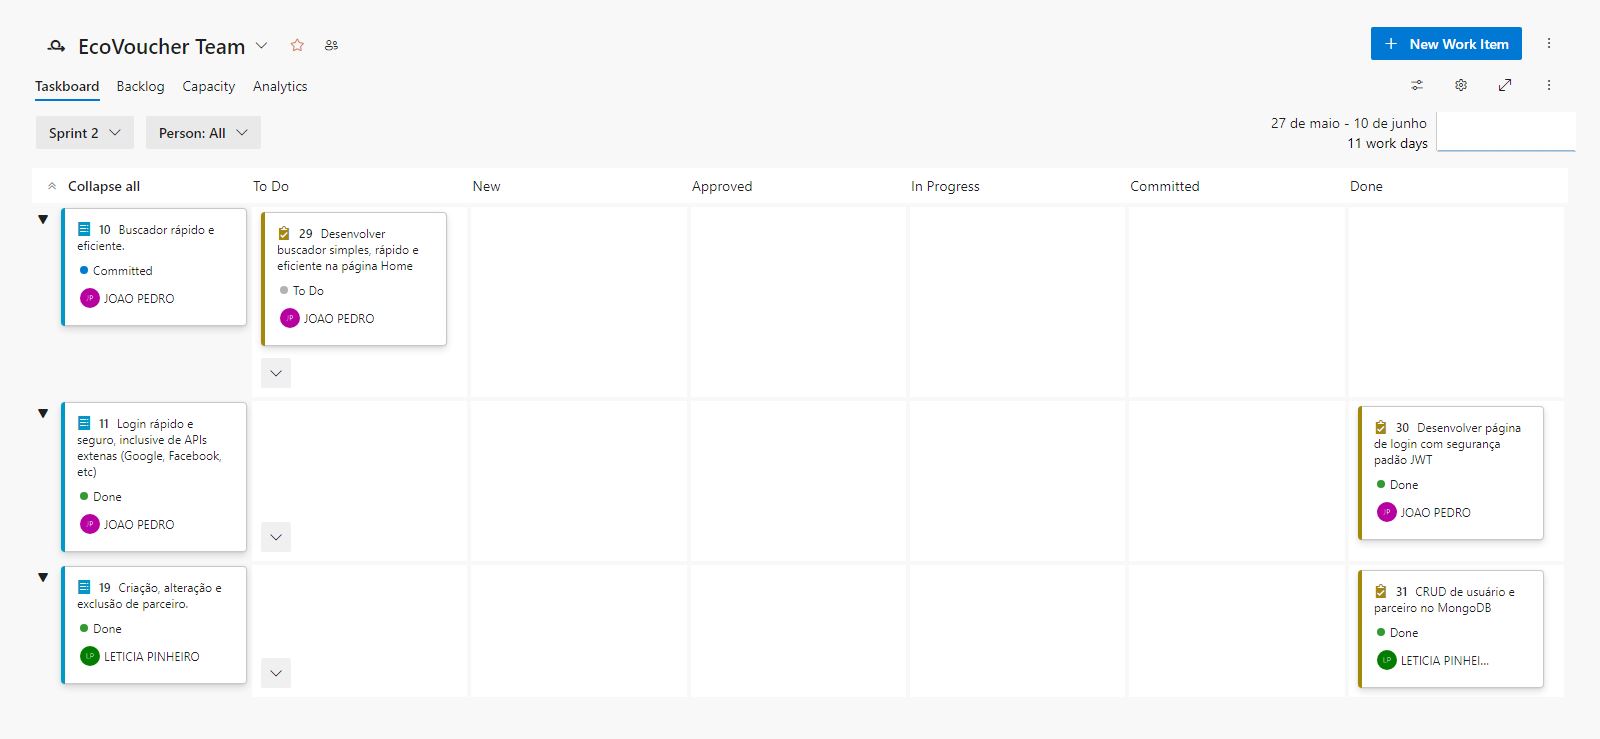 EcoVoucher Team
New Work Item
Taskboard Backlog Capacity Analytics
Sprint 2 Person: All
27 de maio - 10 de junho
11 work days
Collapse all To Do New Approved In Progress Committed Done
10 Buscador rápido e
eficiente.
Committed
JP JOAO PEDRO
29 Desenvolver
buscador simples, rápido e
eficiente na página Home
To Do
JP JOAO PEDRO
11 Login rápido e
seguro, inclusive de APIs
extenas (Google, Facebook,
etc)
Done
JP JOAO PEDRO
30 Desenvolver página
de login com segurança
padão JWT
Done
JP JOAO PEDRO
19 Criação, alteração e
exclusão de parceiro.
Done
LP LETICIA PINHEIRO
31 CRUD de usuário e
parceiro no MongoDB
Done
LP LETICIA PINHEI...